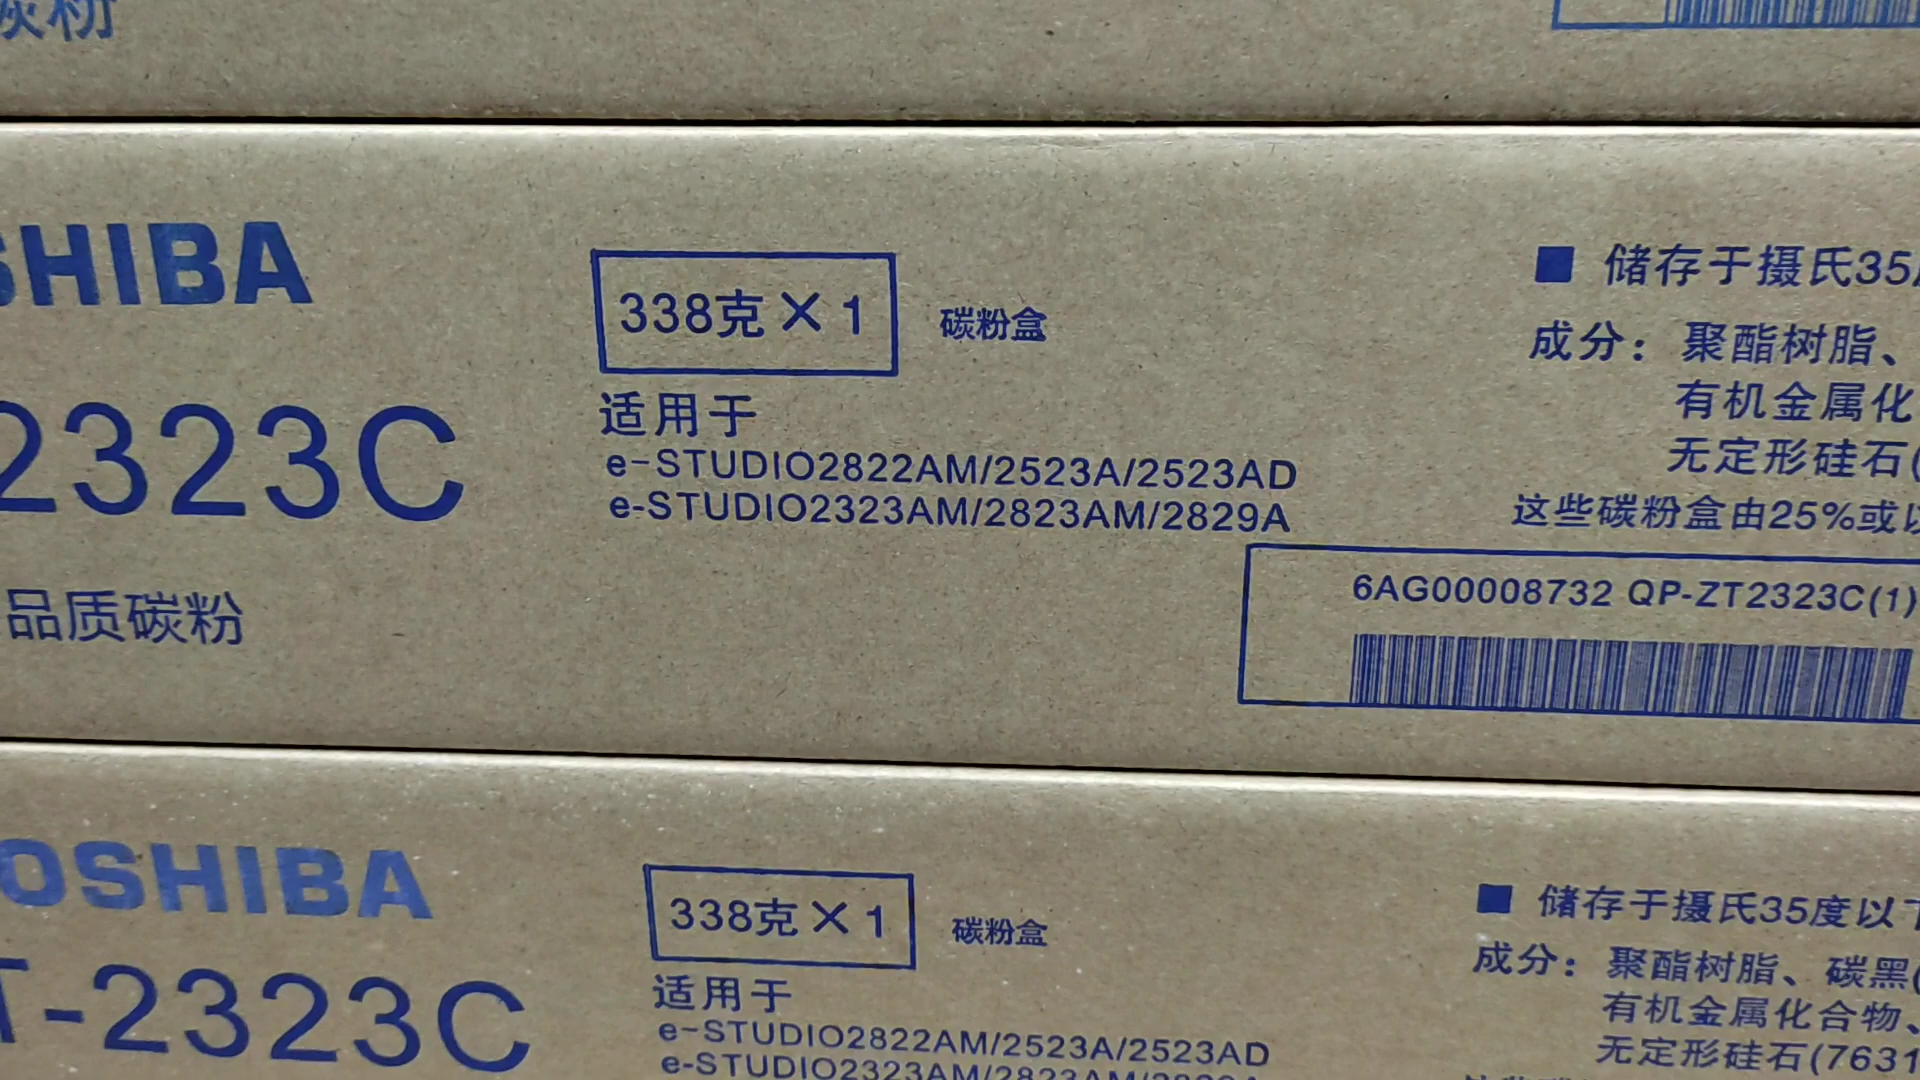 碳粉
SHIBA
2323C
品质碳粉
338克×1
碳粉盒
适用于
e-STUDIO2822AM/2523A/2523AD
e-STUDIO2323AM/2823AM/2829A
■ 储存于摄氏35
成分：聚酯树脂、
有机金属化
无定形硅石(
这些碳粉盒由25%或以
6AG00008732 QP-ZT2323C(1)
OSHIBA
T-2323C
338克×1
碳粉盒
适用于
e-STUDIO2822AM/2523A/2523AD
e-STUDIO2323AM/2823AM/2829A
■ 储存于摄氏35度以下
成分：聚酯树脂、碳黑(
有机金属化合物、
无定形硅石(7631